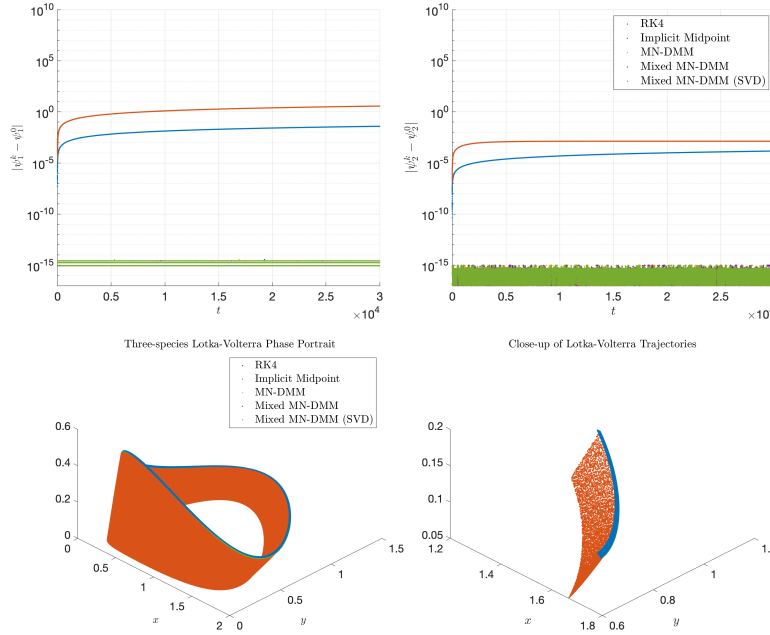 10^10
10^5
10^0
10^-5
10^-10
10^-15
|ψ_1^k − ψ_1^0|
0 0.5 1 1.5 2 2.5 3
t
×10^4
10^10
10^5
10^0
10^-5
10^-10
10^-15
|ψ_2^k − ψ_2^0|
RK4
Implicit Midpoint
MN-DMM
Mixed MN-DMM
Mixed MN-DMM (SVD)
0 0.5 1 1.5 2 2.5
t
Three-species Lotka-Volterra Phase Portrait
RK4
Implicit Midpoint
MN-DMM
Mixed MN-DMM
Mixed MN-DMM (SVD)
0.6
0.4
0.2
0
0
0.5
1
1.5
2
x
0
0.5
1
1.5
y
Close-up of Lotka-Volterra Trajectories
0.2
0.15
0.1
0.05
1.2
1.4
1.6
1.8
x
0.6
0.8
1
y